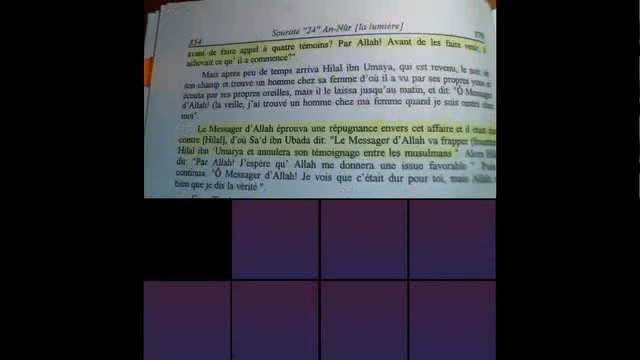 354 Sourate "24" An-Nûr [la lumière]
avant de faire appel à quatre témoins? Par Allah! Avant de les faire venir, il
achevait ce qu'il a commencé?"
Mais après peu de temps arriva Hilal ibn Umaya, qui est revenu, le soir, de
son champ et trouvé un homme chez sa femme d'où il a vu par ses propres yeux et
écouta par ses propres oreilles, mais il le laissa jusqu'au matin, et dit: "Ô Messager
d'Allah! (la veille, j'ai trouvé un homme chez ma femme quand je suis rentré chez
moi".
Le Messager d'Allah éprouva une répugnance envers cet affaire et il était dur
contre [Hilal], d'où Sa'd ibn Ubada dit: "Le Messager d'Allah va frapper
Hilal ibn 'Umarya et annulera son témoignage entre les musulmans "
dit: "Par Allah! J'espère qu' Allah me donnera une issue favorable " Puis
continua: "Ô Messager d'Allah! Je vois que c'était dur pour toi, mais Allah
bien que je dis la vérité ".